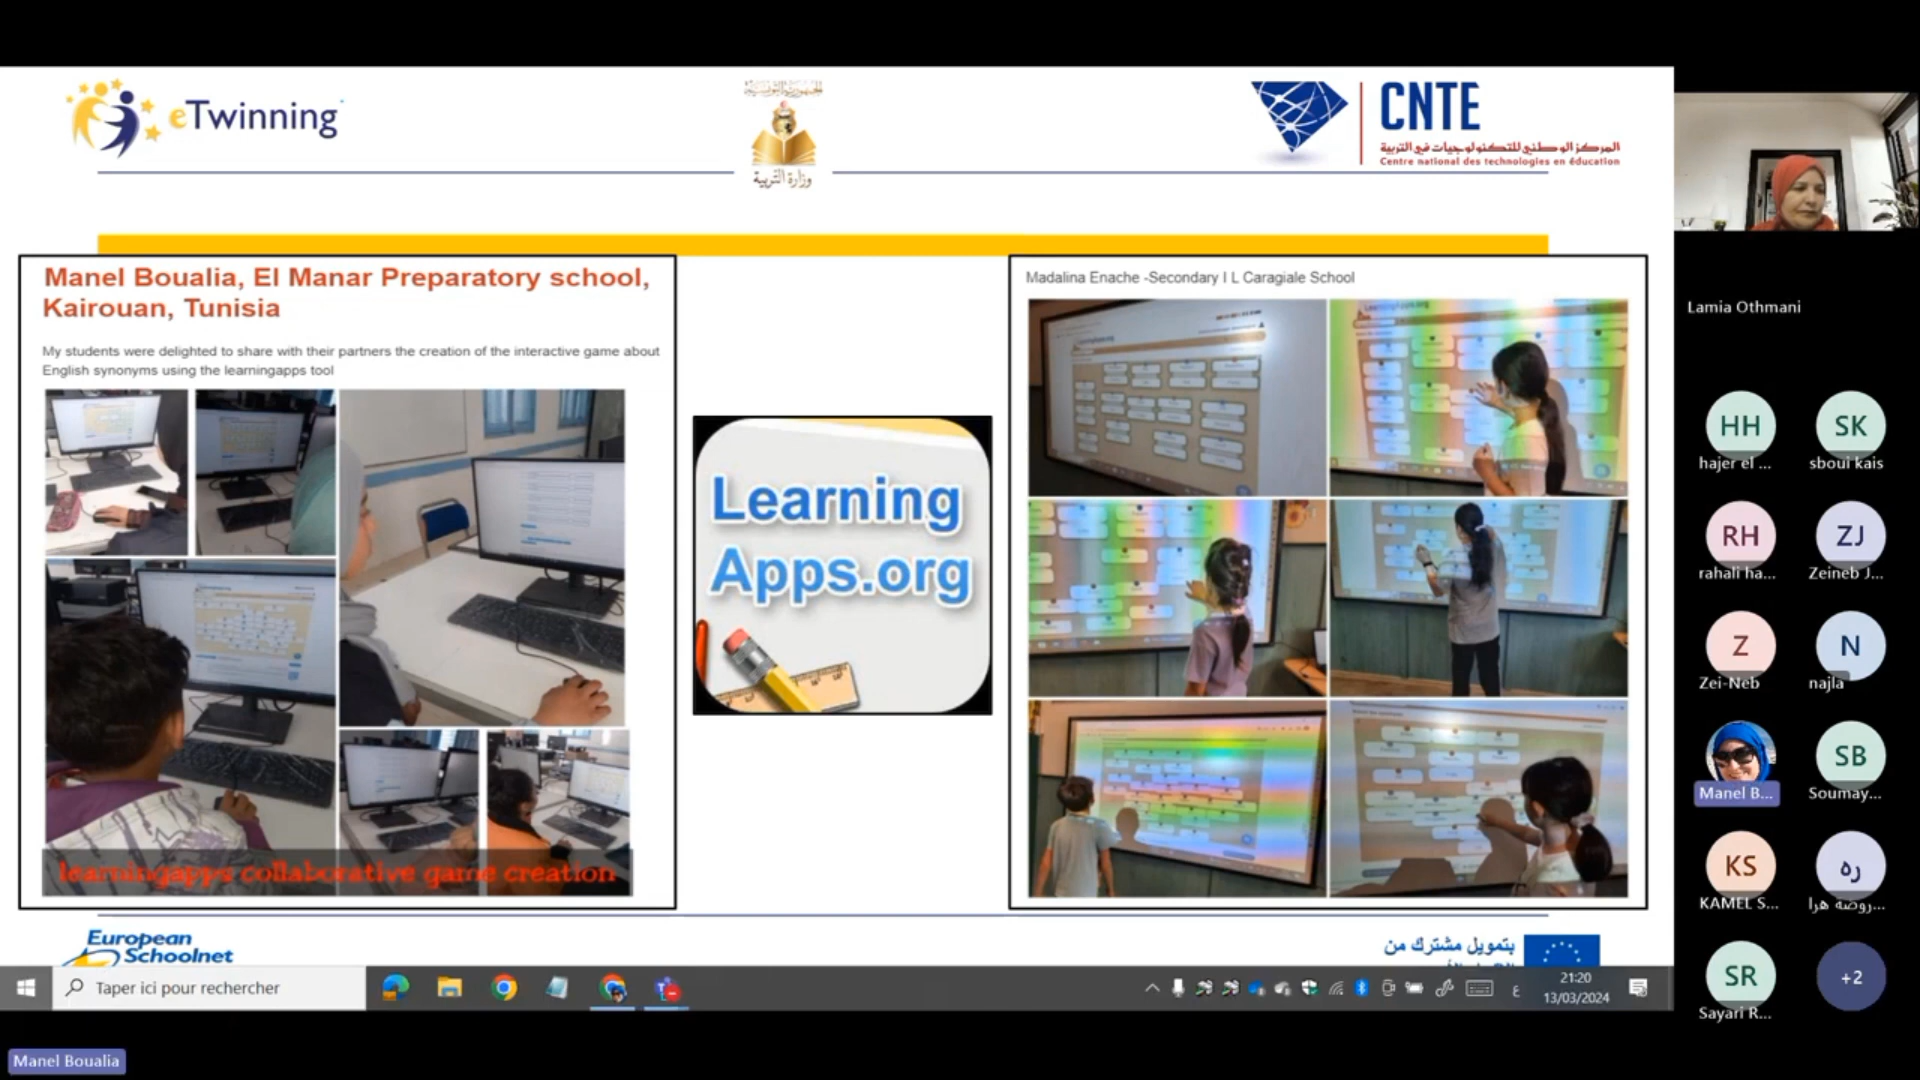 eTwinning
الجمهورية التونسية
وزارة التربية
CNTE
المركز الوطني للتكنولوجيات في التربية
Centre national des technologies en éducation
Manel Boualia, El Manar Preparatory school,
Kairouan, Tunisia
My students were delighted to share with their partners the creation of the interactive game about
English synonyms using the learningapps tool
learningapps collaborative game creation
Learning
Apps.org
Madalina Enache -Secondary I L Caragiale School
European
Schoolnet
بتمويل مشترك من
Taper ici pour rechercher
ع
21:20
13/03/2024
Lamia Othmani
HH
hajer el ...
SK
sboui kais
RH
rahali ha...
ZJ
Zeineb J...
Z
Zei-Neb
N
najla
Manel B...
SB
Soumay...
KS
KAMEL S...
ره
روضة هرا...
SR
Sayari R...
+2
Manel Boualia